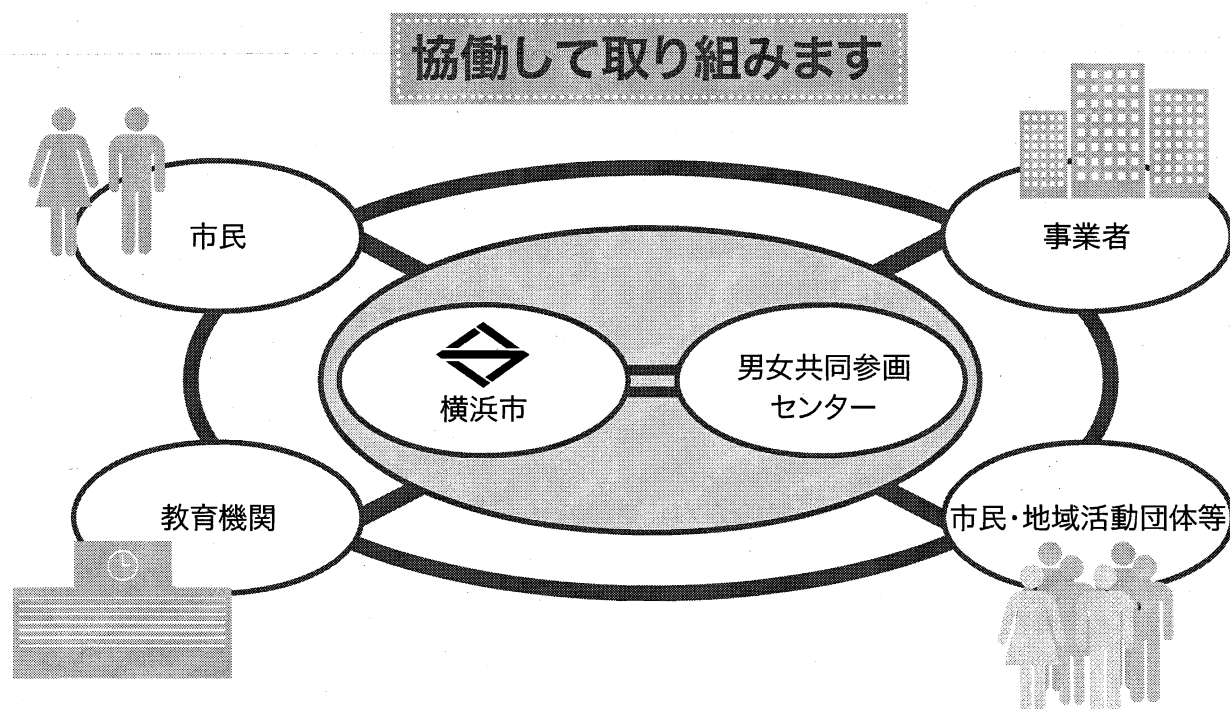 協働して取り組みます
市民
事業者
横浜市
男女共同参画
センター
教育機関
市民・地域活動団体等